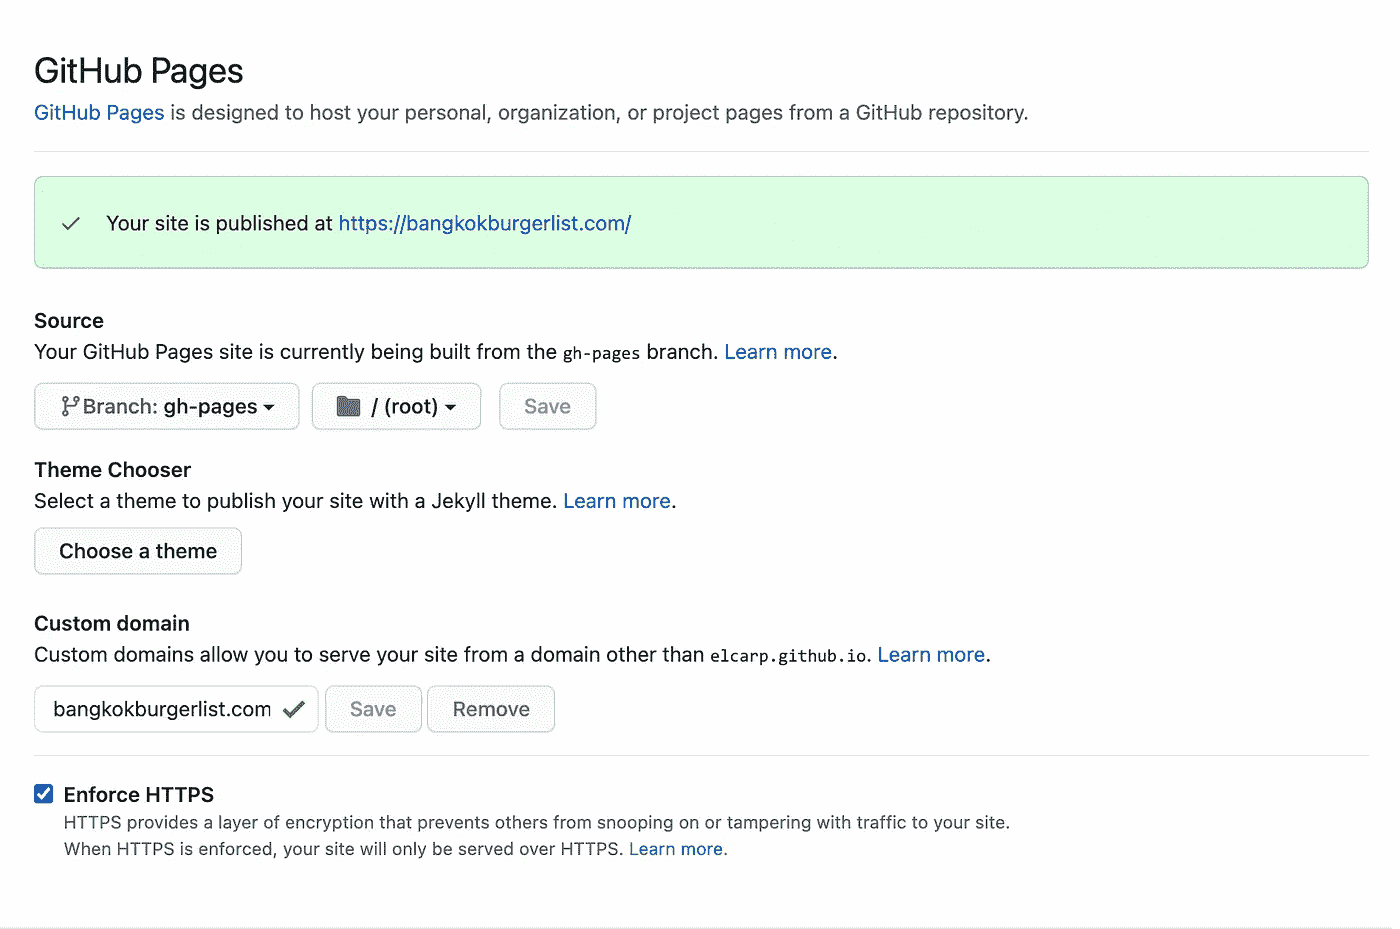 GitHub Pages
GitHub Pages is designed to host your personal, organization, or project pages from a GitHub repository.
Your site is published at https://bangkokburgerlist.com/
Source
Your GitHub Pages site is currently being built from the gh-pages branch. Learn more.
Branch: gh-pages / (root) Save
Theme Chooser
Select a theme to publish your site with a Jekyll theme. Learn more.
Choose a theme
Custom domain
Custom domains allow you to serve your site from a domain other than elcarp.github.io. Learn more.
bangkokburgerlist.com Save Remove
Enforce HTTPS
HTTPS provides a layer of encryption that prevents others from snooping on or tampering with traffic to your site.
When HTTPS is enforced, your site will only be served over HTTPS. Learn more.